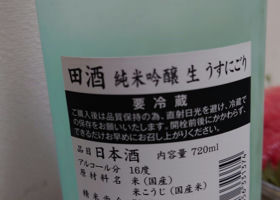 田酒 純米吟醸 生 うすにごり
要冷蔵
ご購入後は品質保持の為、直射日光を避け、冷蔵で
の保存をお願いいたします。開栓前後にかかわらず、
できるだけお早めにお召し上がりください。
品目 日本酒 内容量 720ml
アルコール分 16度
原材料名 米(国産)
米こうじ(国産米)